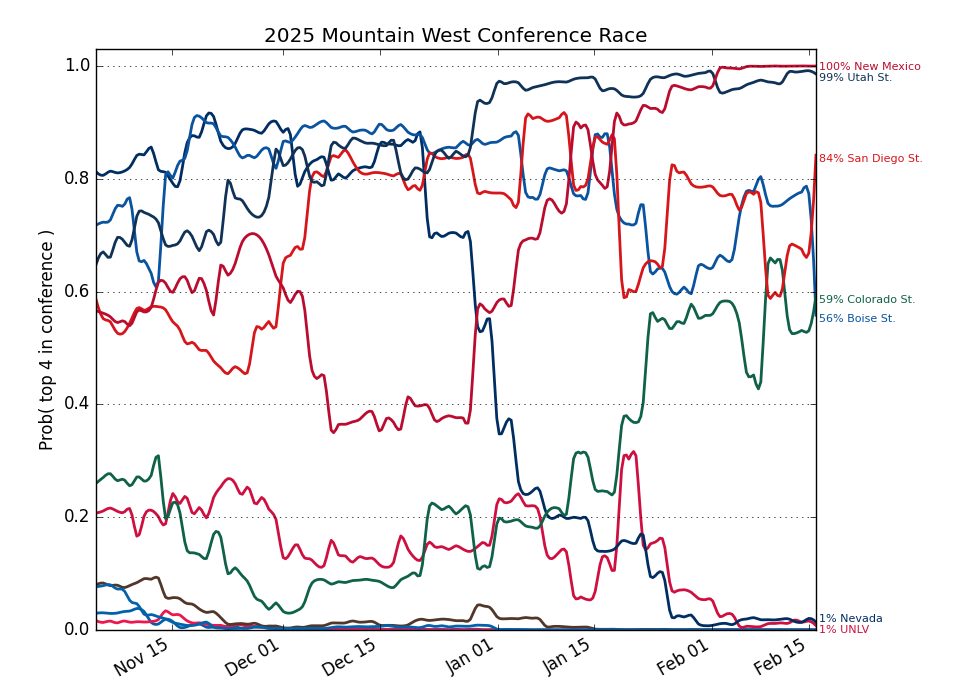 2025 Mountain West Conference Race
Prob( top 4 in conference )
1.0
0.8
0.6
0.4
0.2
0.0
100% New Mexico
99% Utah St.
84% San Diego St.
59% Colorado St.
56% Boise St.
1% Nevada
1% UNLV
Nov 15
Dec 01
Dec 15
Jan 01
Jan 15
Feb 01
Feb 15